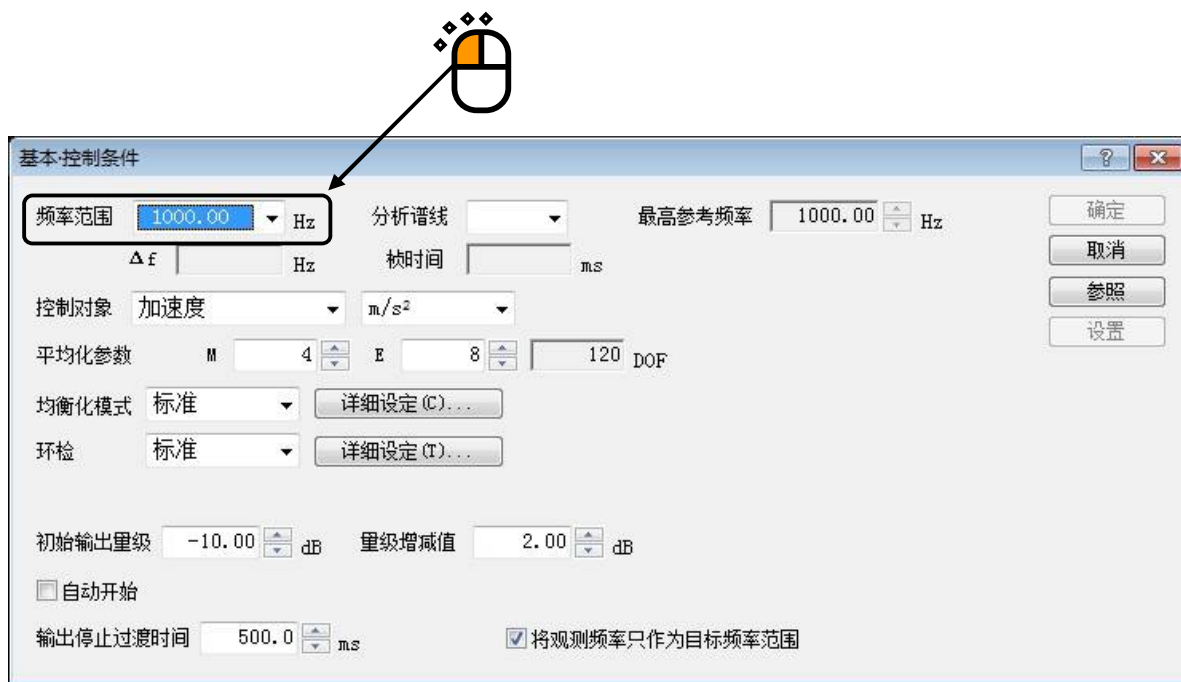 基本·控制条件
频率范围 1000.00 Hz 分析谱线 最高参考频率 1000.00 Hz 确定
Δf Hz 桢时间 ms 取消
控制对象 加速度 m/s² 参照
平均化参数 M 4 E 8 120 DOF 设置
均衡化模式 标准 详细设定(C)...
环检 标准 详细设定(T)...
初始输出量级 -10.00 dB 量级增减值 2.00 dB
自动开始
输出停止过渡时间 500.0 ms 将观测频率只作为目标频率范围